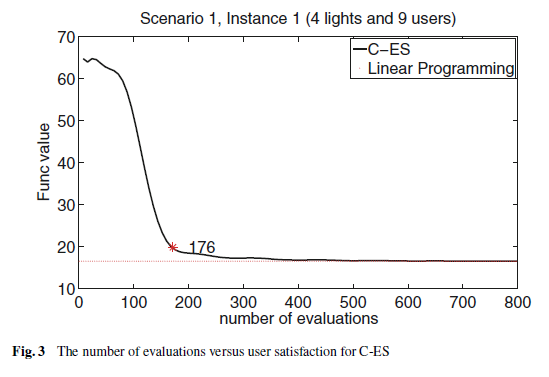 Scenario 1, Instance 1 (4 lights and 9 users)
70
60
50
40
30
20
10
Func value
C−ES
Linear Programming
176
0 100 200 300 400 500 600 700 800
number of evaluations
Fig. 3 The number of evaluations versus user satisfaction for C-ES